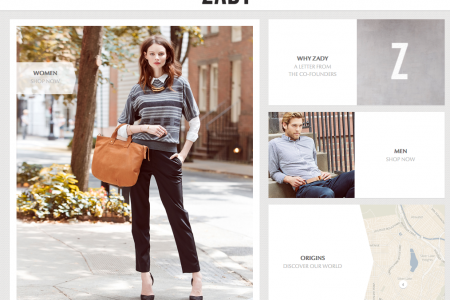 ZADY
WOMEN
SHOP NOW
WHY ZADY
A LETTER FROM
THE CO-FOUNDERS
Z
MEN
SHOP NOW
ORIGINS
DISCOVER OUR WORLD